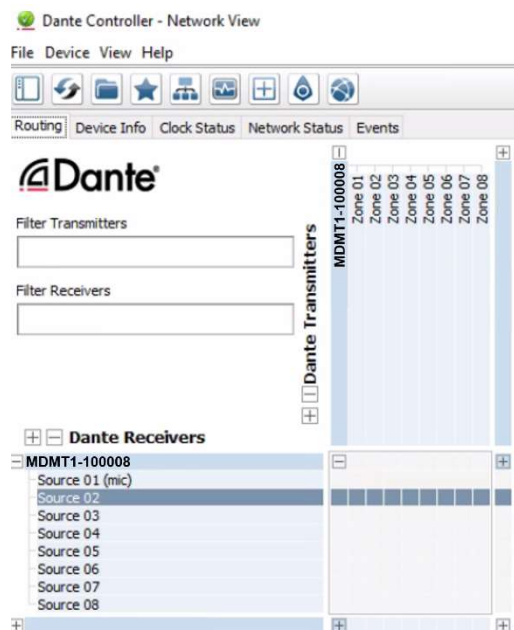 Dante Controller - Network View
File Device View Help
Routing Device Info Clock Status Network Status Events
Dante®
Filter Transmitters
Filter Receivers
Dante Transmitters
MDMT1-100008
Zone 01
Zone 02
Zone 03
Zone 04
Zone 05
Zone 06
Zone 07
Zone 08
Dante Receivers
MDMT1-100008
Source 01 (mic)
Source 02
Source 03
Source 04
Source 05
Source 06
Source 07
Source 08